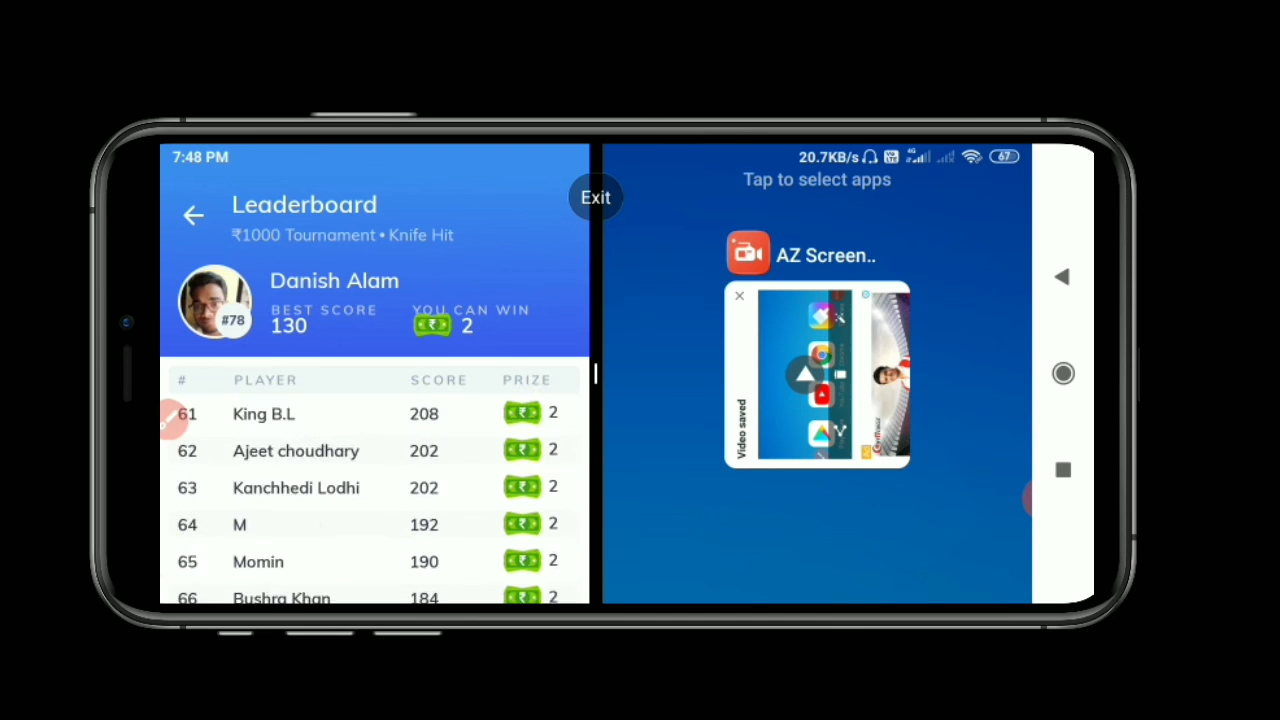 7:48 PM
Leaderboard
₹1000 Tournament • Knife Hit
Danish Alam
#78
BEST SCORE YOU CAN WIN
130 2
# PLAYER SCORE PRIZE
61 King B.L 208 2
62 Ajeet choudhary 202 2
63 Kanchhedi Lodhi 202 2
64 M 192 2
65 Momin 190 2
66 Bushra Khan 184 2
Exit
20.7KB/s 4G 67
Tap to select apps
AZ Screen..
Video saved